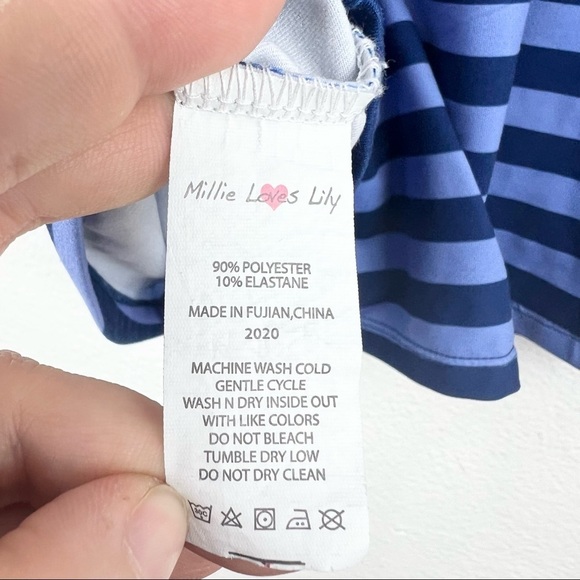 Millie Loves Lily
90% POLYESTER
10% ELASTANE
MADE IN FUJIAN,CHINA
2020
MACHINE WASH COLD
GENTLE CYCLE
WASH N DRY INSIDE OUT
WITH LIKE COLORS
DO NOT BLEACH
TUMBLE DRY LOW
DO NOT DRY CLEAN